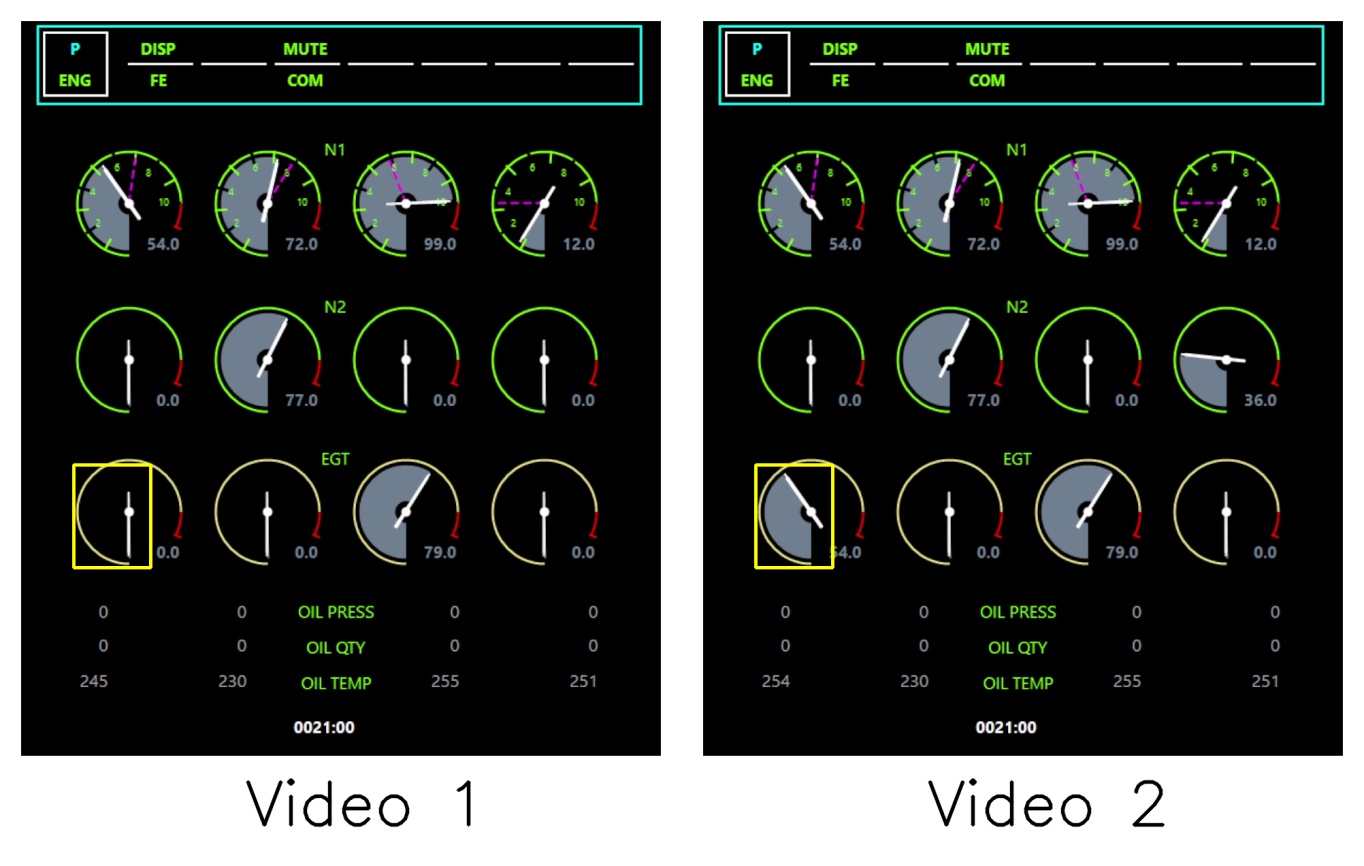 P DISP MUTE
ENG FE COM
P DISP MUTE
ENG FE COM
N1
2 4 6 8 10 54.0
2 4 6 8 10 72.0
2 4 6 8 10 99.0
2 4 6 8 10 12.0
N1
2 4 6 8 10 54.0
2 4 6 8 10 72.0
2 4 6 8 10 99.0
2 4 6 8 10 12.0
N2
0.0 77.0 0.0 0.0
N2
0.0 77.0 0.0 36.0
EGT
0.0 0.0 79.0 0.0
EGT
54.0 0.0 79.0 0.0
0 0 OIL PRESS 0 0
0 0 OIL QTY 0 0
245 230 OIL TEMP 255 251
0021:00
0 0 OIL PRESS 0 0
0 0 OIL QTY 0 0
254 230 OIL TEMP 255 251
0021:00
Video 1
Video 2